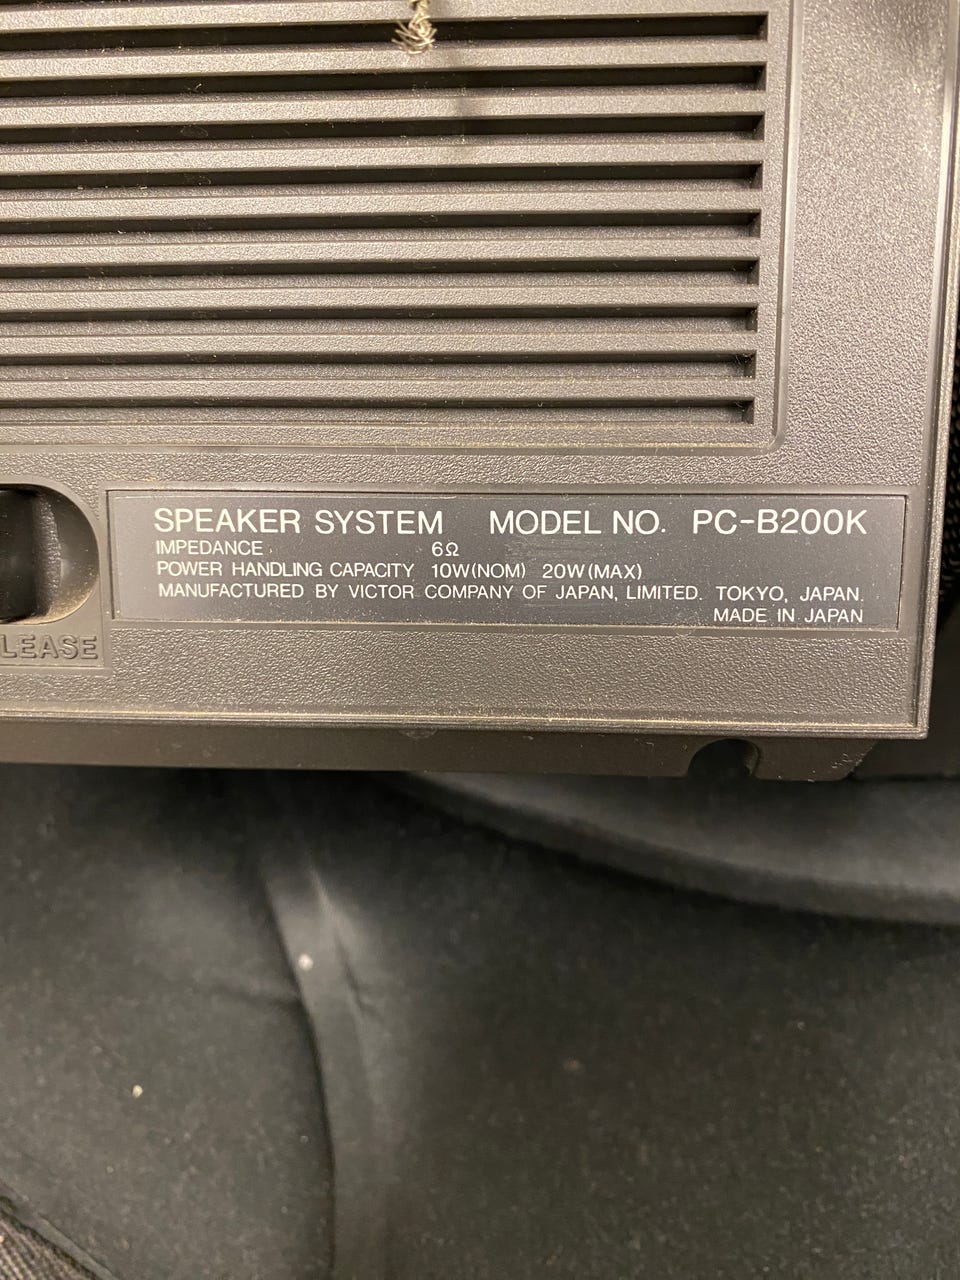 SPEAKER SYSTEM MODEL NO. PC-B200K
IMPEDANCE 6Ω
POWER HANDLING CAPACITY 10W(NOM) 20W(MAX)
MANUFACTURED BY VICTOR COMPANY OF JAPAN, LIMITED. TOKYO, JAPAN.
MADE IN JAPAN
LEASE